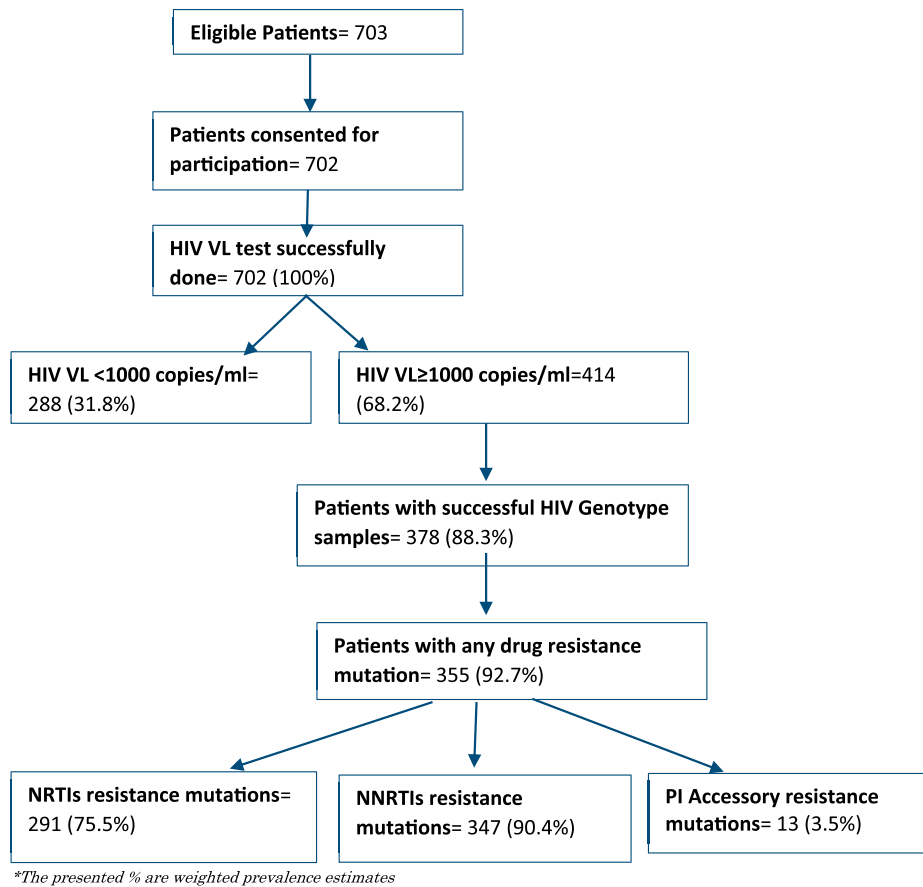 Eligible Patients= 703
Patients consented for
participation= 702
HIV VL test successfully
done= 702 (100%)
HIV VL <1000 copies/ml=
288 (31.8%)
HIV VL≥1000 copies/ml=414
(68.2%)
Patients with successful HIV Genotype
samples= 378 (88.3%)
Patients with any drug resistance
mutation= 355 (92.7%)
NRTIs resistance mutations=
291 (75.5%)
NNRTIs resistance
mutations= 347 (90.4%)
PI Accessory resistance
mutations= 13 (3.5%)
*The presented % are weighted prevalence estimates